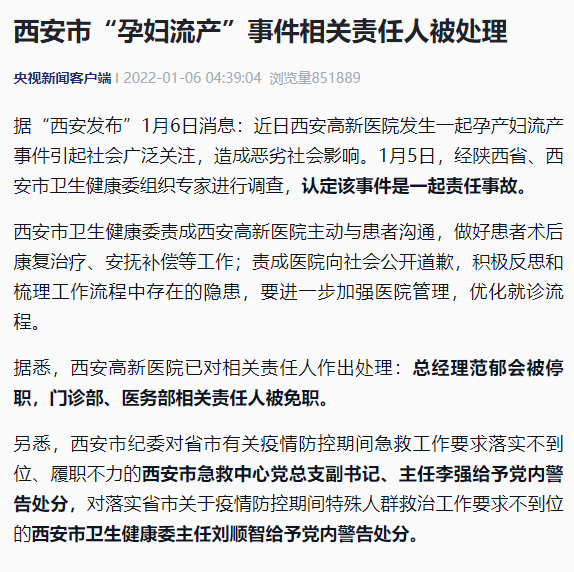 西安市“孕妇流产”事件相关责任人被处理
央视新闻客户端 | 2022-01-06 04:39:04 浏览量851889
据“西安发布”1月6日消息：近日西安高新医院发生一起孕产妇流产
事件引起社会广泛关注，造成恶劣社会影响。1月5日，经陕西省、西
安市卫生健康委组织专家进行调查，认定该事件是一起责任事故。
西安市卫生健康委责成西安高新医院主动与患者沟通，做好患者术后
康复治疗、安抚补偿等工作；责成医院向社会公开道歉，积极反思和
梳理工作流程中存在的隐患，要进一步加强医院管理，优化就诊流
程。
据悉，西安高新医院已对相关责任人作出处理：总经理范郁会被停
职，门诊部、医务部相关责任人被免职。
另悉，西安市纪委对省市有关疫情防控期间急救工作要求落实不到
位、履职不力的西安市急救中心党总支副书记、主任李强给予党内警
告处分，对落实省市关于疫情防控期间特殊人群救治工作要求不到位
的西安市卫生健康委主任刘顺智给予党内警告处分。